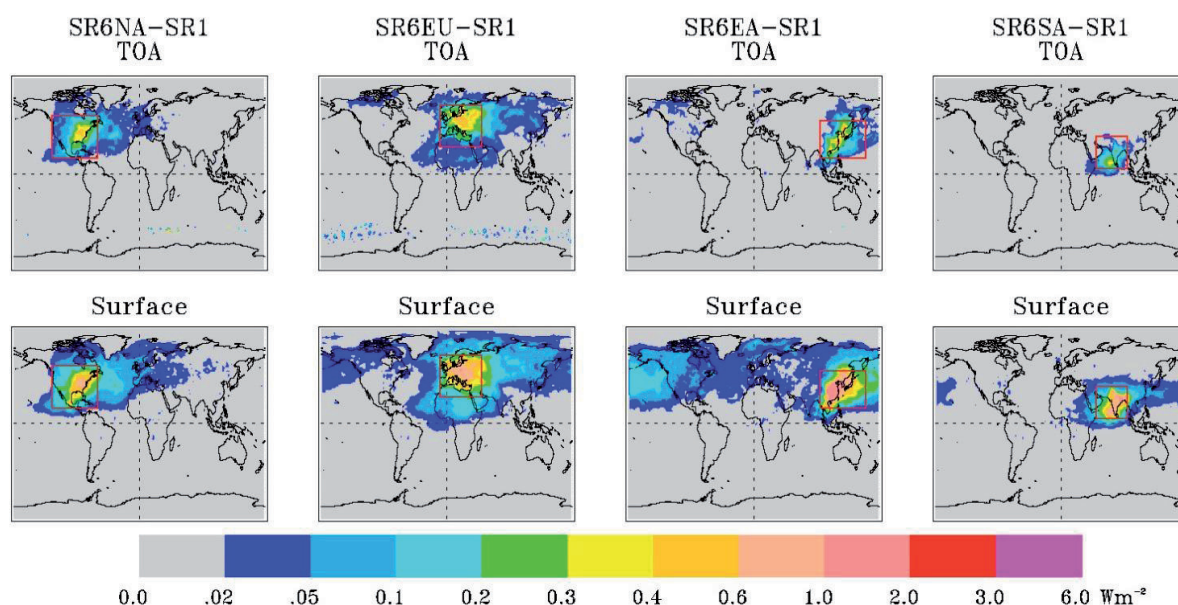 SR6NA-SR1 SR6EU-SR1 SR6EA-SR1 SR6SA-SR1
TOA TOA TOA TOA
Surface Surface Surface Surface
0.0 .02 .05 0.1 0.2 0.3 0.4 0.6 1.0 2.0 3.0 6.0 Wm-2